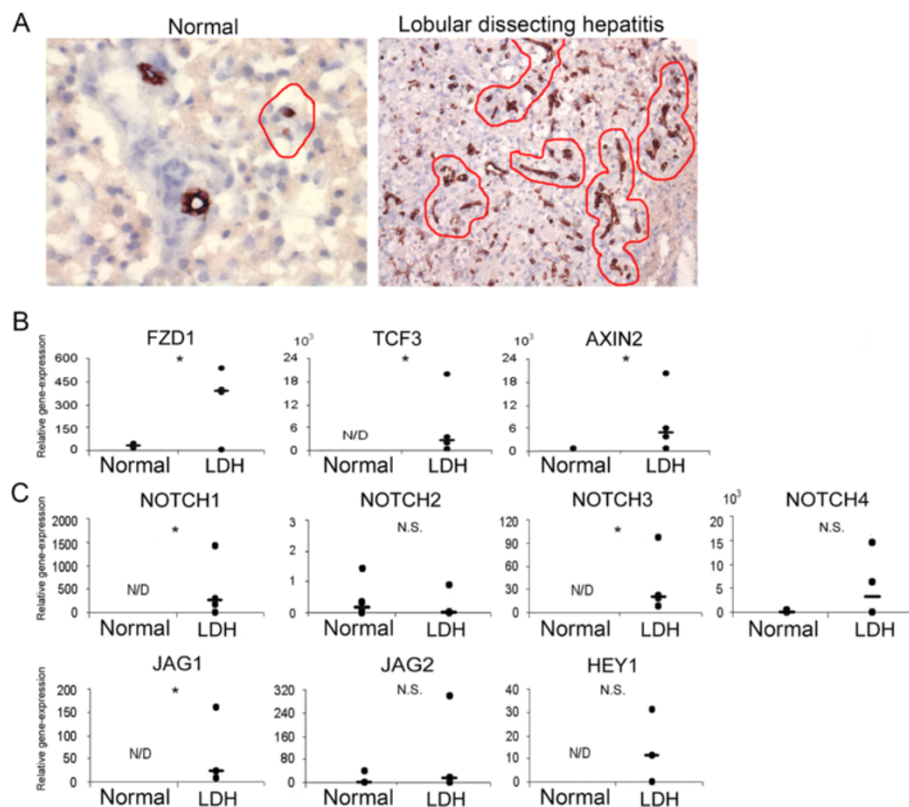 A
Normal
Lobular dissecting hepatitis
B
FZD1
10³
TCF3
10³
AXIN2
Relative gene-expression
600
450
300
150
0
*
Normal
LDH
24
18
12
6
0
*
N/D
Normal
LDH
24
18
12
6
0
*
Normal
LDH
C
NOTCH1
NOTCH2
NOTCH3
10³
NOTCH4
Relative gene-expression
2000
1500
1000
500
0
*
N/D
Normal
LDH
3
2
1
0
N.S.
Normal
LDH
120
90
60
30
0
*
N/D
Normal
LDH
20
15
10
5
0
N.S.
Normal
LDH
JAG1
JAG2
HEY1
Relative gene-expression
200
150
100
50
0
*
N/D
Normal
LDH
320
240
160
80
0
N.S.
Normal
LDH
40
30
20
10
0
N.S.
N/D
Normal
LDH